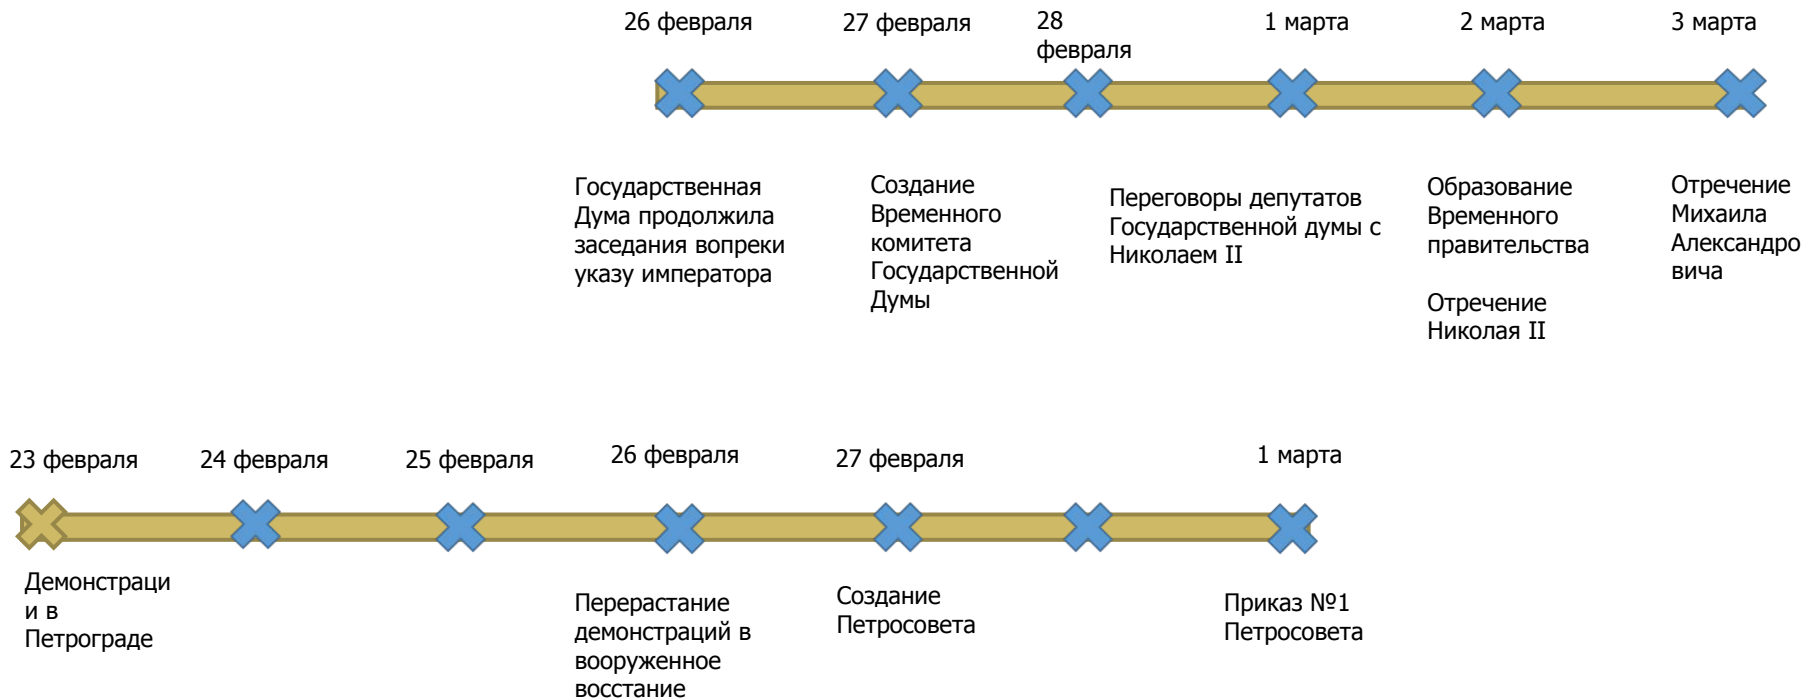 26 февраля
27 февраля
28
февраля
1 марта
2 марта
3 марта
Государственная
Дума продолжила
заседания вопреки
указу императора
Создание
Временного
комитета
Государственной
Думы
Переговоры депутатов
Государственной думы с
Николаем II
Образование
Временного
правительства
Отречение
Николая II
Отречение
Михаила
Александро
вича
23 февраля
24 февраля
25 февраля
26 февраля
27 февраля
1 марта
Демонстраци
и в
Петрограде
Перерастание
демонстраций в
вооруженное
восстание
Создание
Петросовета
Приказ №1
Петросовета